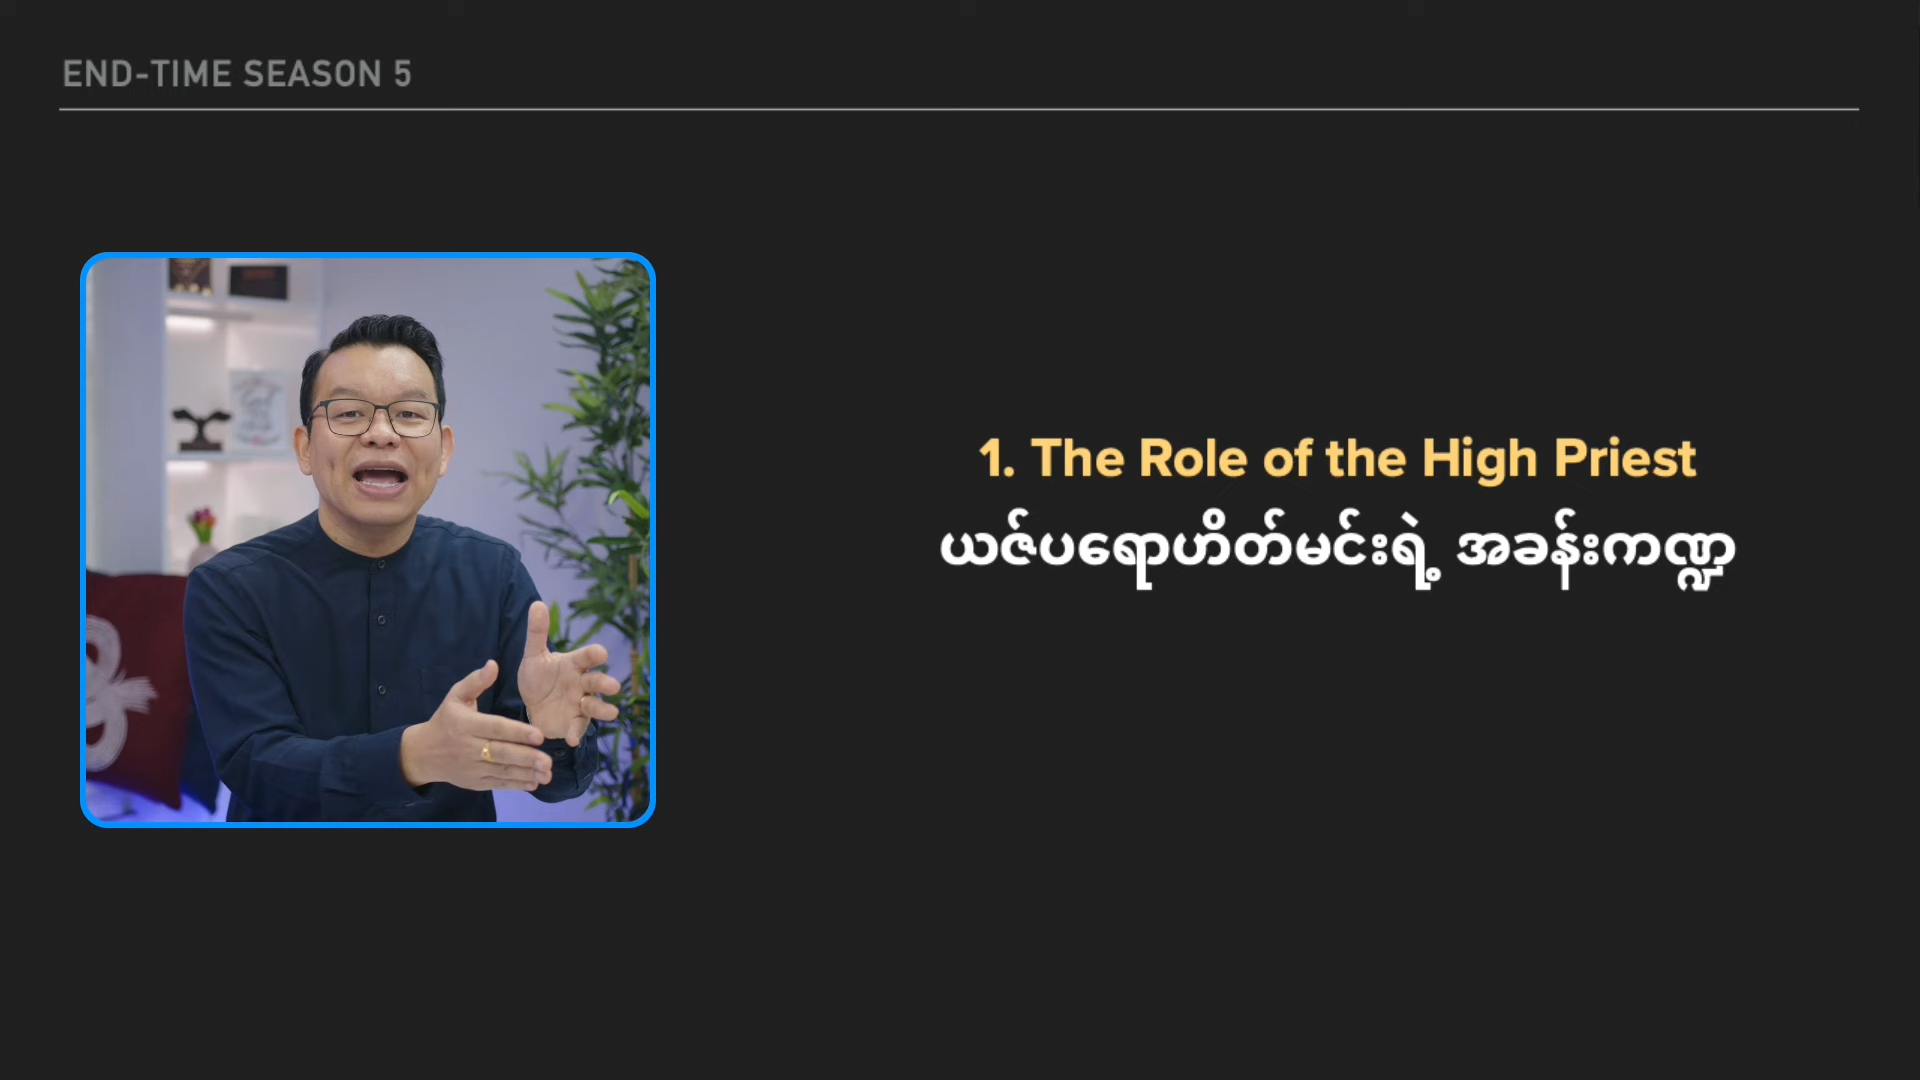 END-TIME SEASON 5
1. The Role of the High Priest
ယဇ်ပရောဟိတ်မင်းရဲ့ အခန်းကဏ္ဍ